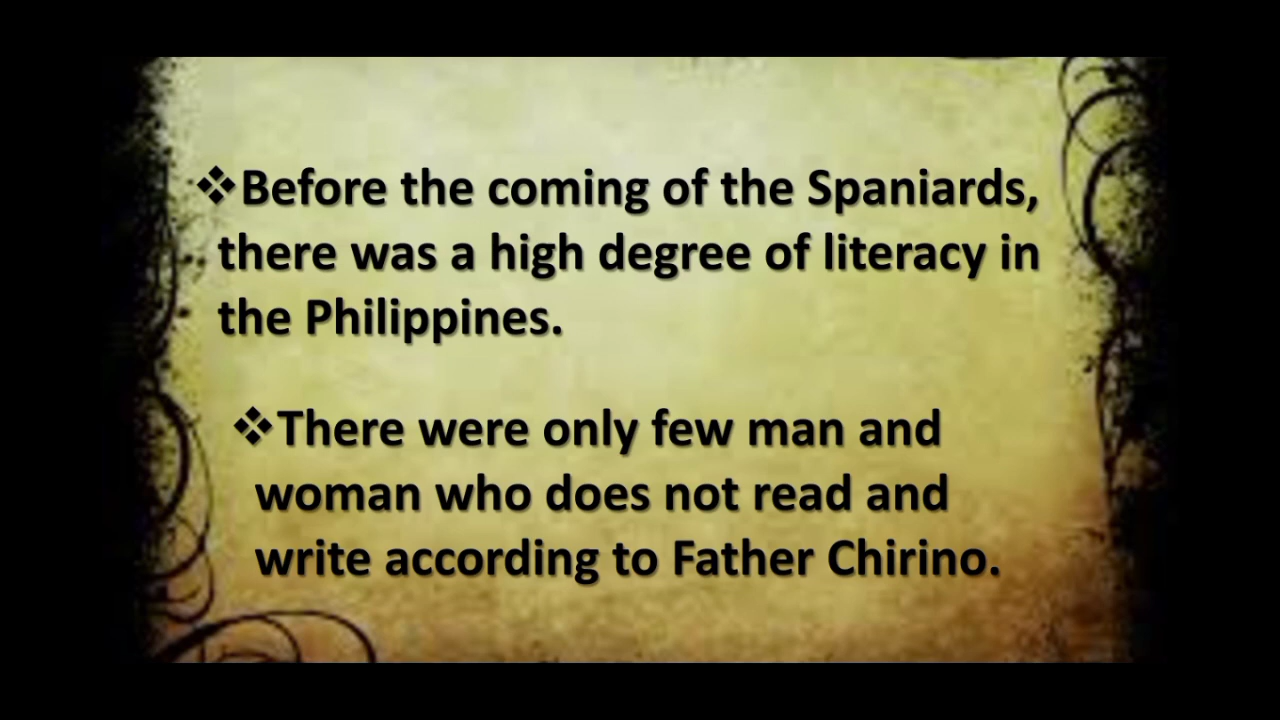 ❖Before the coming of the Spaniards,
there was a high degree of literacy in
the Philippines.
❖There were only few man and
woman who does not read and
write according to Father Chirino.